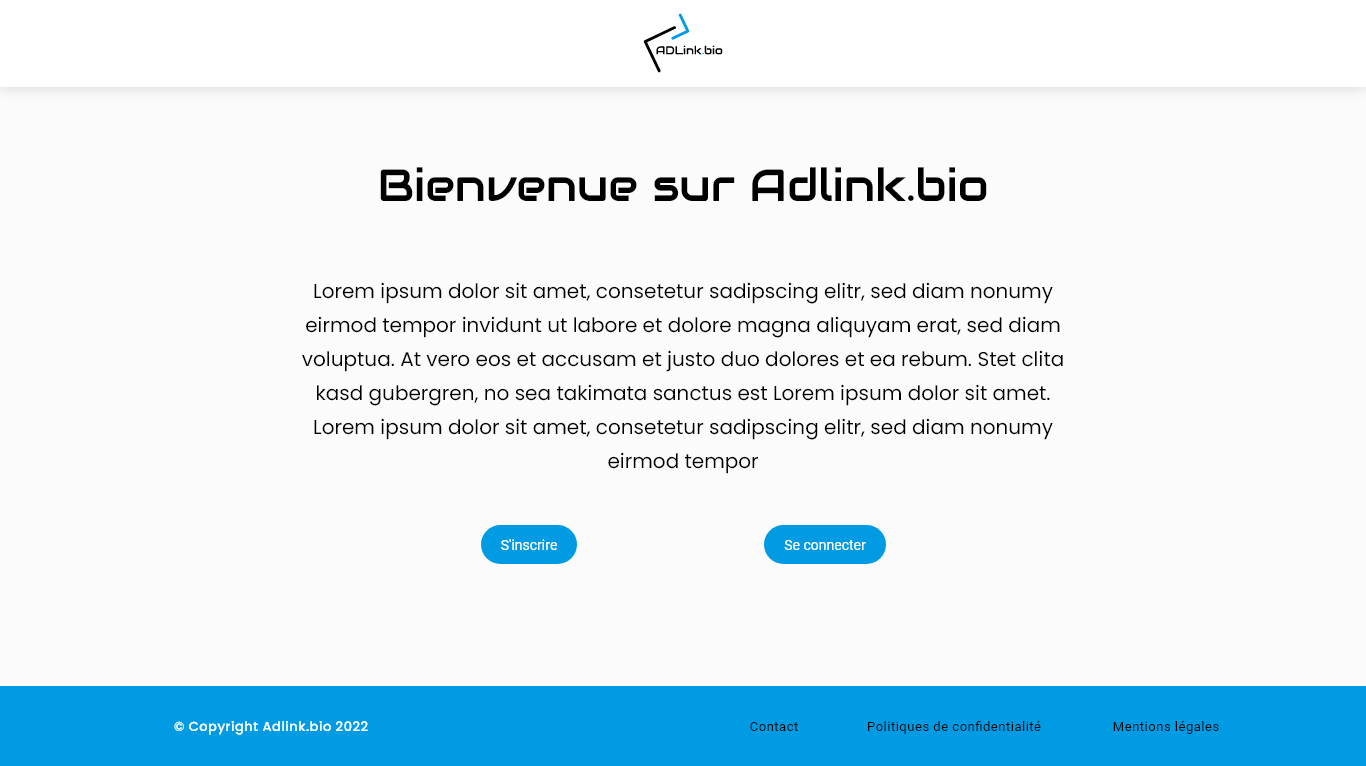 ADLink.bio
Bienvenue sur Adlink.bio
Lorem ipsum dolor sit amet, consetetur sadipscing elitr, sed diam nonumy
eirmod tempor invidunt ut labore et dolore magna aliquyam erat, sed diam
voluptua. At vero eos et accusam et justo duo dolores et ea rebum. Stet clita
kasd gubergren, no sea takimata sanctus est Lorem ipsum dolor sit amet.
Lorem ipsum dolor sit amet, consetetur sadipscing elitr, sed diam nonumy
eirmod tempor
S'inscrire
Se connecter
© Copyright Adlink.bio 2022
Contact
Politiques de confidentialité
Mentions légales